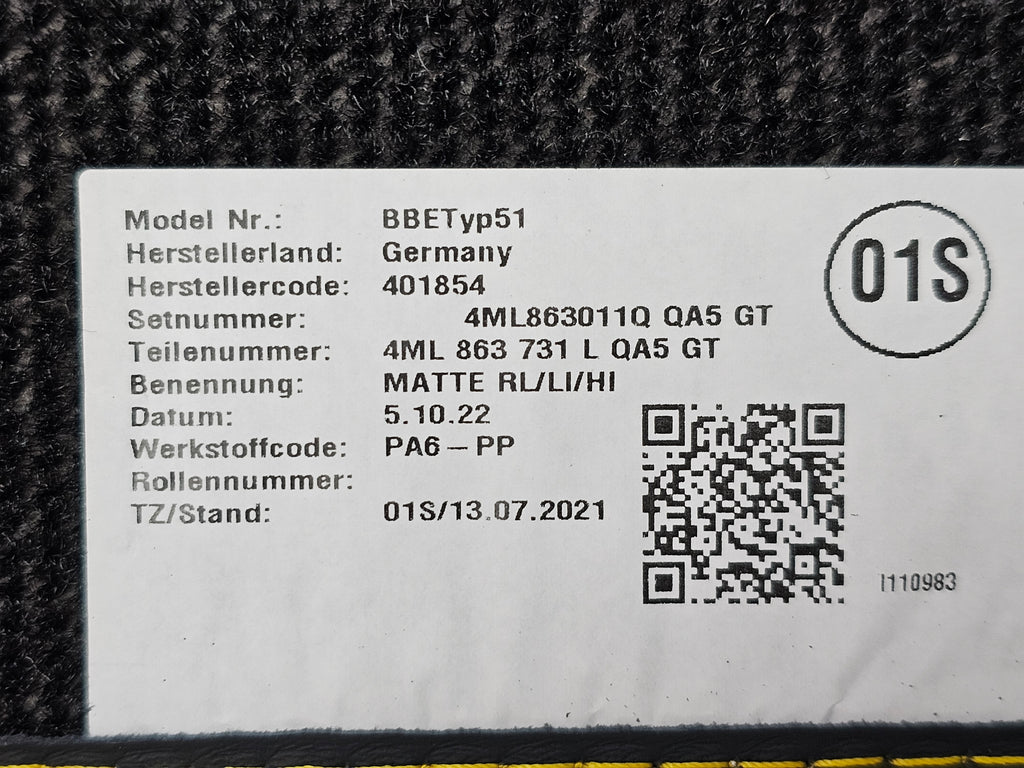 Model Nr.: BBETyp51
Herstellerland: Germany
Herstellercode: 401854
Setnummer: 4ML863011Q QA5 GT
Teilenummer: 4ML 863 731 L QA5 GT
Benennung: MATTE RL/LI/HI
Datum: 5.10.22
Werkstoffcode: PA6-PP
Rollennummer:
TZ/Stand: 01S/13.07.2021
01S
I110983